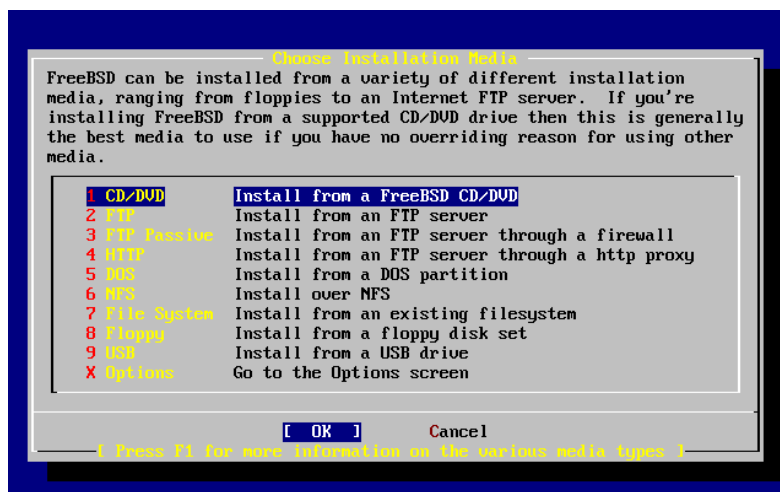 Choose Installation Media
FreeBSD can be installed from a variety of different installation
media, ranging from floppies to an Internet FTP server.  If you're
installing FreeBSD from a supported CD/DVD drive then this is generally
the best media to use if you have no overriding reason for using other
media.
1 CD/DVD Install from a FreeBSD CD/DVD
2 FTP Install from an FTP server
3 FTP Passive Install from an FTP server through a firewall
4 HTTP Install from an FTP server through a http proxy
5 DOS Install from a DOS partition
6 NFS Install over NFS
7 File System Install from an existing filesystem
8 Floppy Install from a floppy disk set
9 USB Install from a USB drive
X Options Go to the Options screen
[ OK ] Cancel
[ Press F1 for more information on the various media types ]